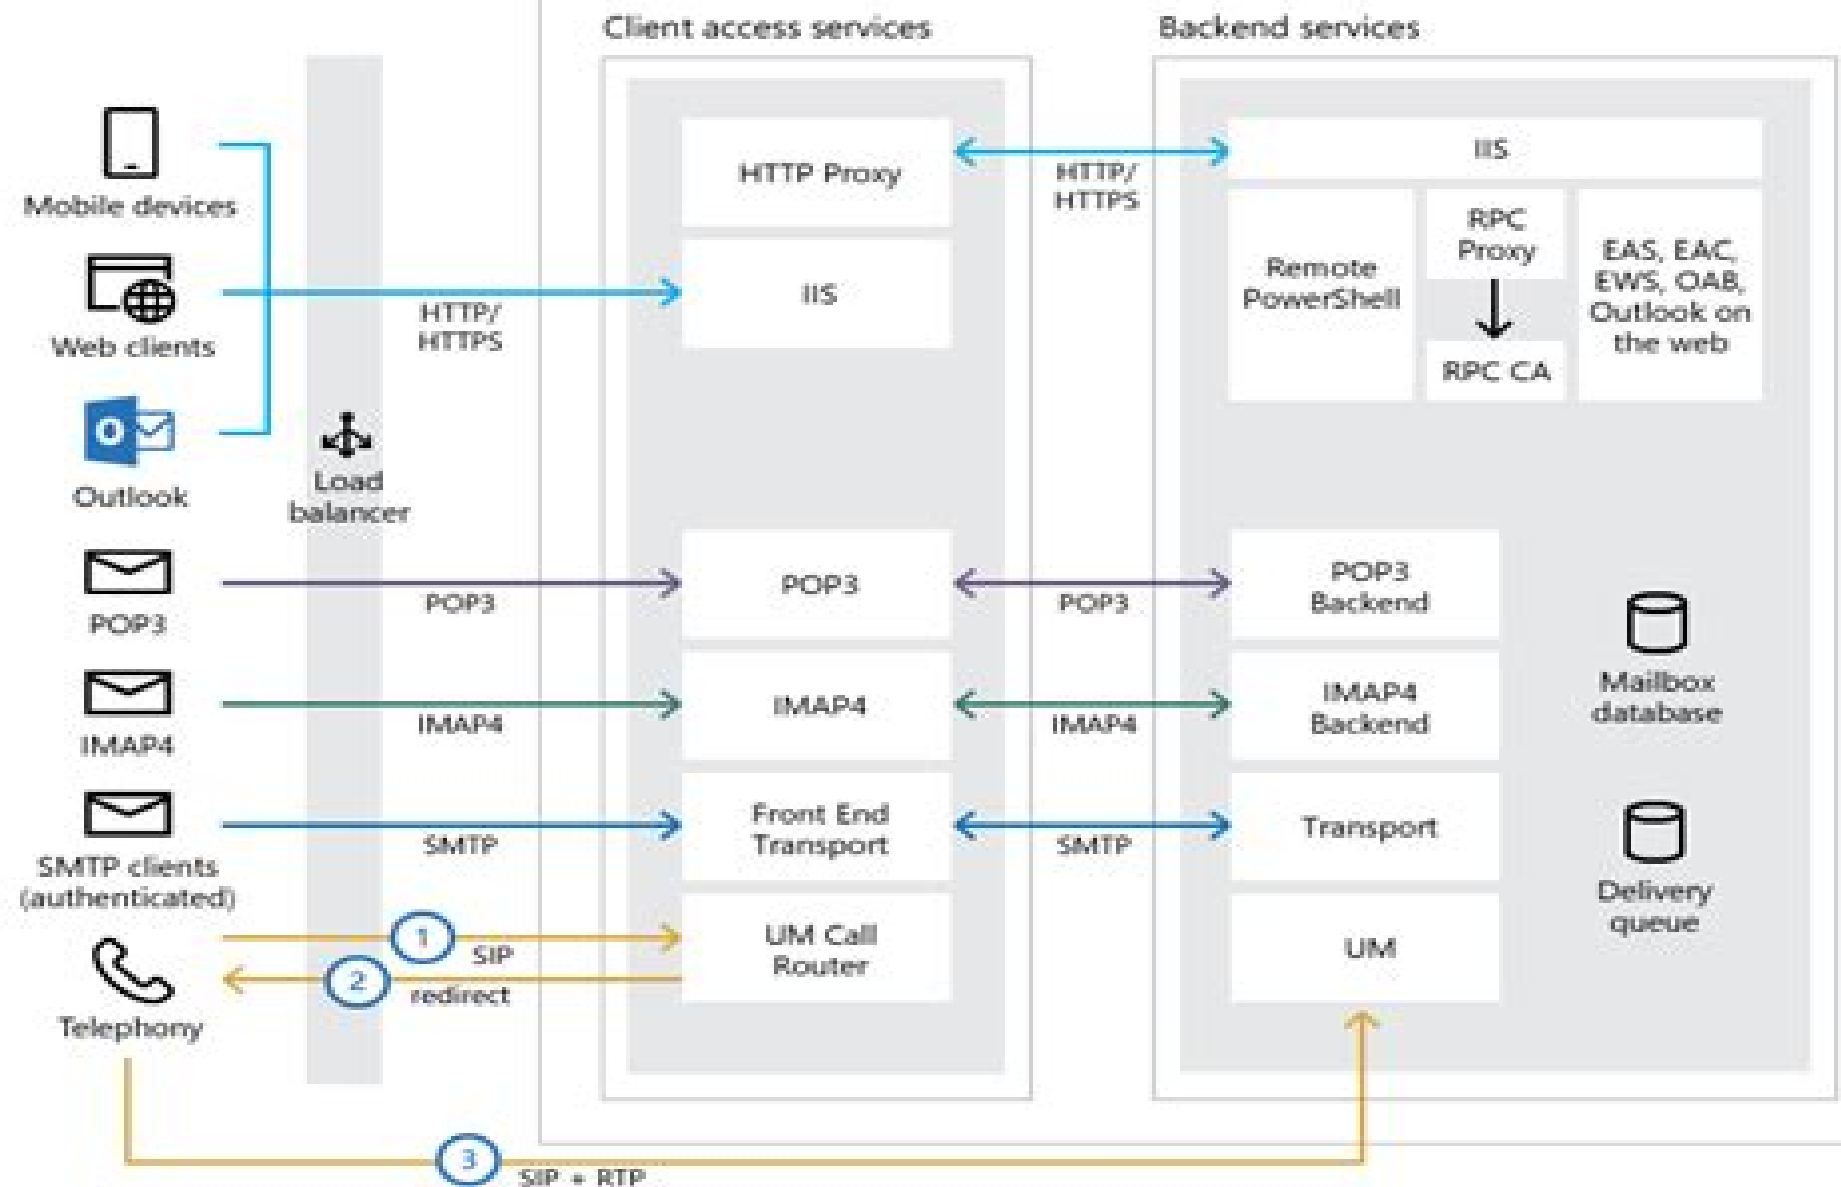 Client access services
Backend services
Mobile devices
Web clients
Outlook
POP3
IMAP4
SMTP clients
(authenticated)
Telephony
Load
balancer
HTTP/
HTTPS
POP3
IMAP4
SMTP
1
SIP
2
redirect
3
SIP + RTP
HTTP Proxy
IIS
POP3
IMAP4
Front End
Transport
UM Call
Router
HTTP/
HTTPS
POP3
IMAP4
SMTP
IIS
Remote
PowerShell
RPC
Proxy
RPC CA
EAS, EAC,
EWS, OAB,
Outlook on
the web
POP3
Backend
IMAP4
Backend
Transport
UM
Mailbox
database
Delivery
queue